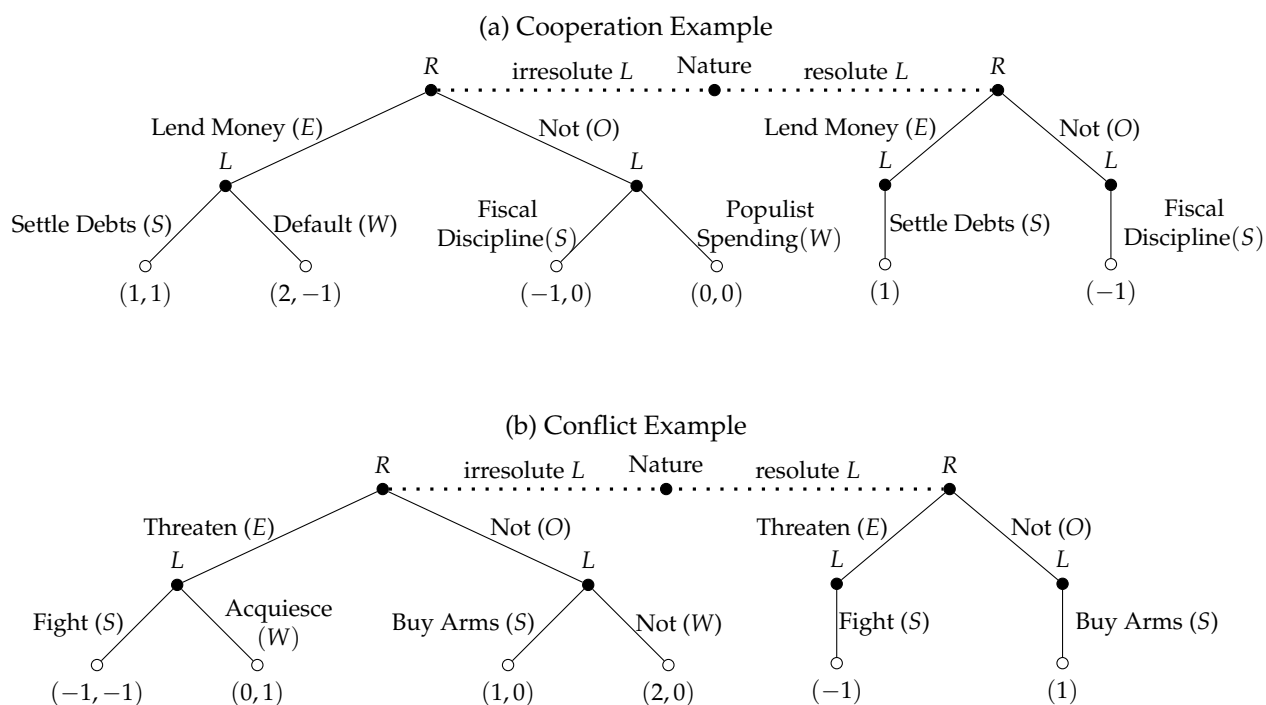 (a) Cooperation Example
R irresolute L Nature resolute L R
Lend Money (E) Not (O) Lend Money (E) Not (O)
L L L L
Settle Debts (S) Default (W) Fiscal Discipline(S) Populist Spending(W) Settle Debts (S) Fiscal Discipline(S)
(1, 1) (2, −1) (−1, 0) (0, 0) (1) (−1)
(b) Conflict Example
R irresolute L Nature resolute L R
Threaten (E) Not (O) Threaten (E) Not (O)
L L L L
Fight (S) Acquiesce (W) Buy Arms (S) Not (W) Fight (S) Buy Arms (S)
(−1, −1) (0, 1) (1, 0) (2, 0) (−1) (1)